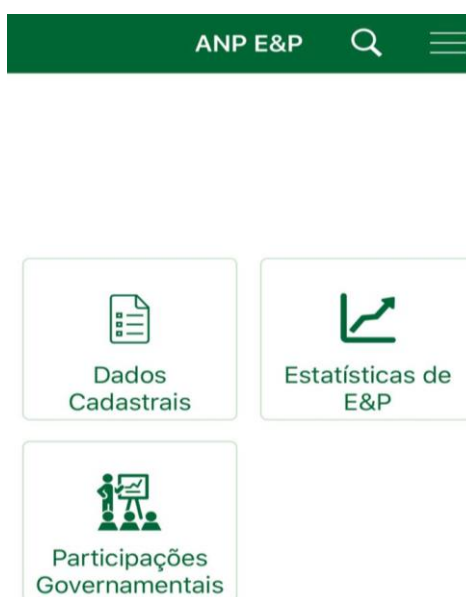 ANP E&P
Dados
Cadastrais
Estatísticas de
E&P
Participações
Governamentais